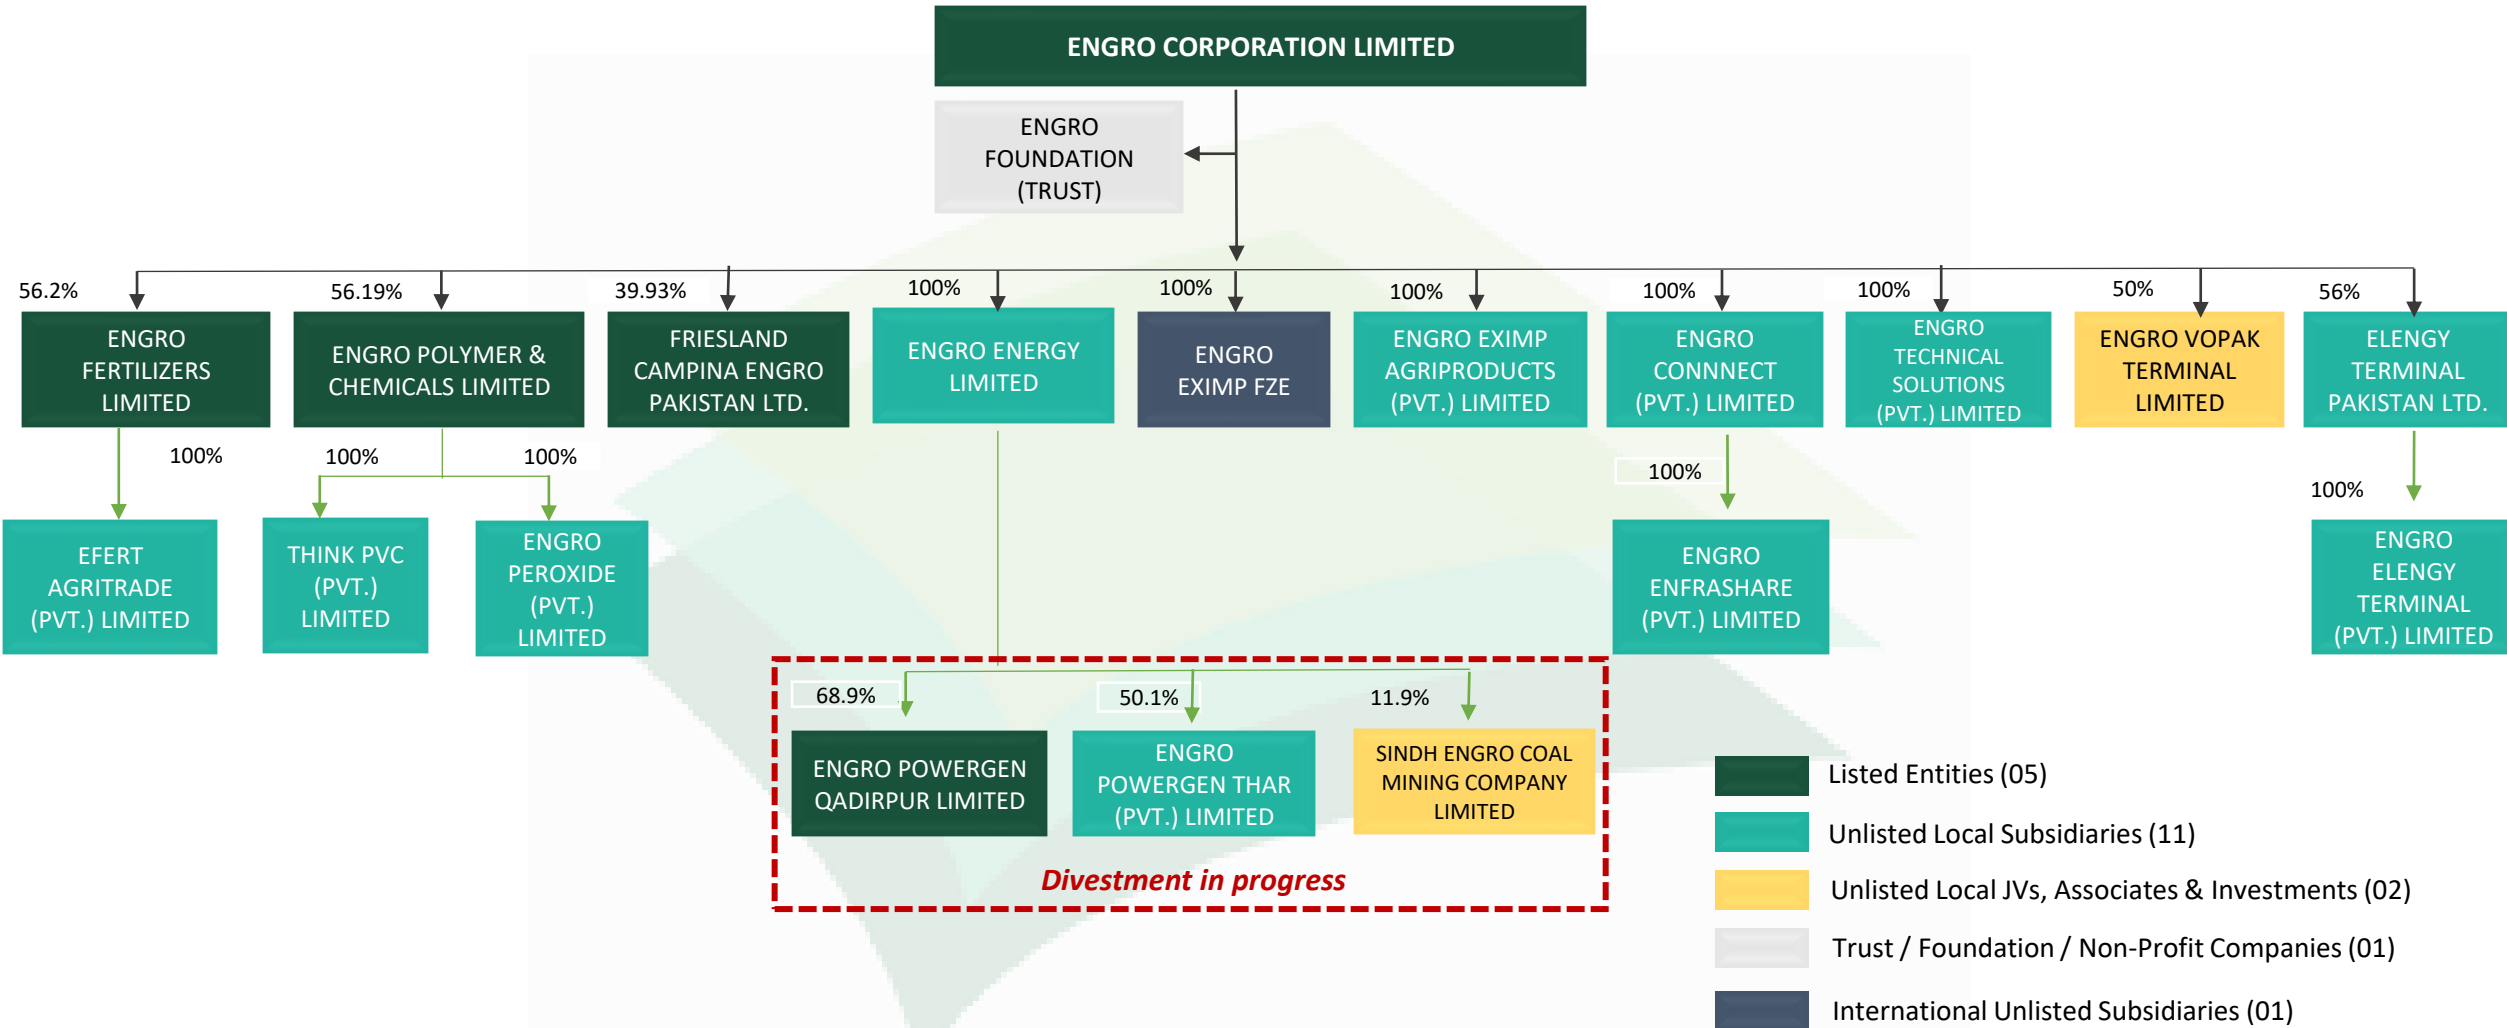 ENGRO CORPORATION LIMITED
ENGRO
FOUNDATION
(TRUST)
56.2%
56.19%
39.93%
100%
100%
100%
100%
100%
50%
56%
ENGRO
FERTILIZERS
LIMITED
ENGRO POLYMER &
CHEMICALS LIMITED
FRIESLAND
CAMPINA ENGRO
PAKISTAN LTD.
ENGRO ENERGY
LIMITED
ENGRO
EXIMP FZE
ENGRO EXIMP
AGRIPRODUCTS
(PVT.) LIMITED
ENGRO
CONNNECT
(PVT.) LIMITED
ENGRO
TECHNICAL
SOLUTIONS
(PVT.) LIMITED
ENGRO VOPAK
TERMINAL
LIMITED
ELENGY
TERMINAL
PAKISTAN LTD.
100%
100%
100%
100%
100%
EFERT
AGRITRADE
(PVT.) LIMITED
THINK PVC
(PVT.)
LIMITED
ENGRO
PEROXIDE
(PVT.)
LIMITED
ENGRO
ENFRASHARE
(PVT.) LIMITED
ENGRO
ELENGY
TERMINAL
(PVT.) LIMITED
68.9%
50.1%
11.9%
ENGRO POWERGEN
QADIRPUR LIMITED
ENGRO
POWERGEN THAR
(PVT.) LIMITED
SINDH ENGRO COAL
MINING COMPANY
LIMITED
Divestment in progress
Listed Entities (05)
Unlisted Local Subsidiaries (11)
Unlisted Local JVs, Associates & Investments (02)
Trust / Foundation / Non-Profit Companies (01)
International Unlisted Subsidiaries (01)